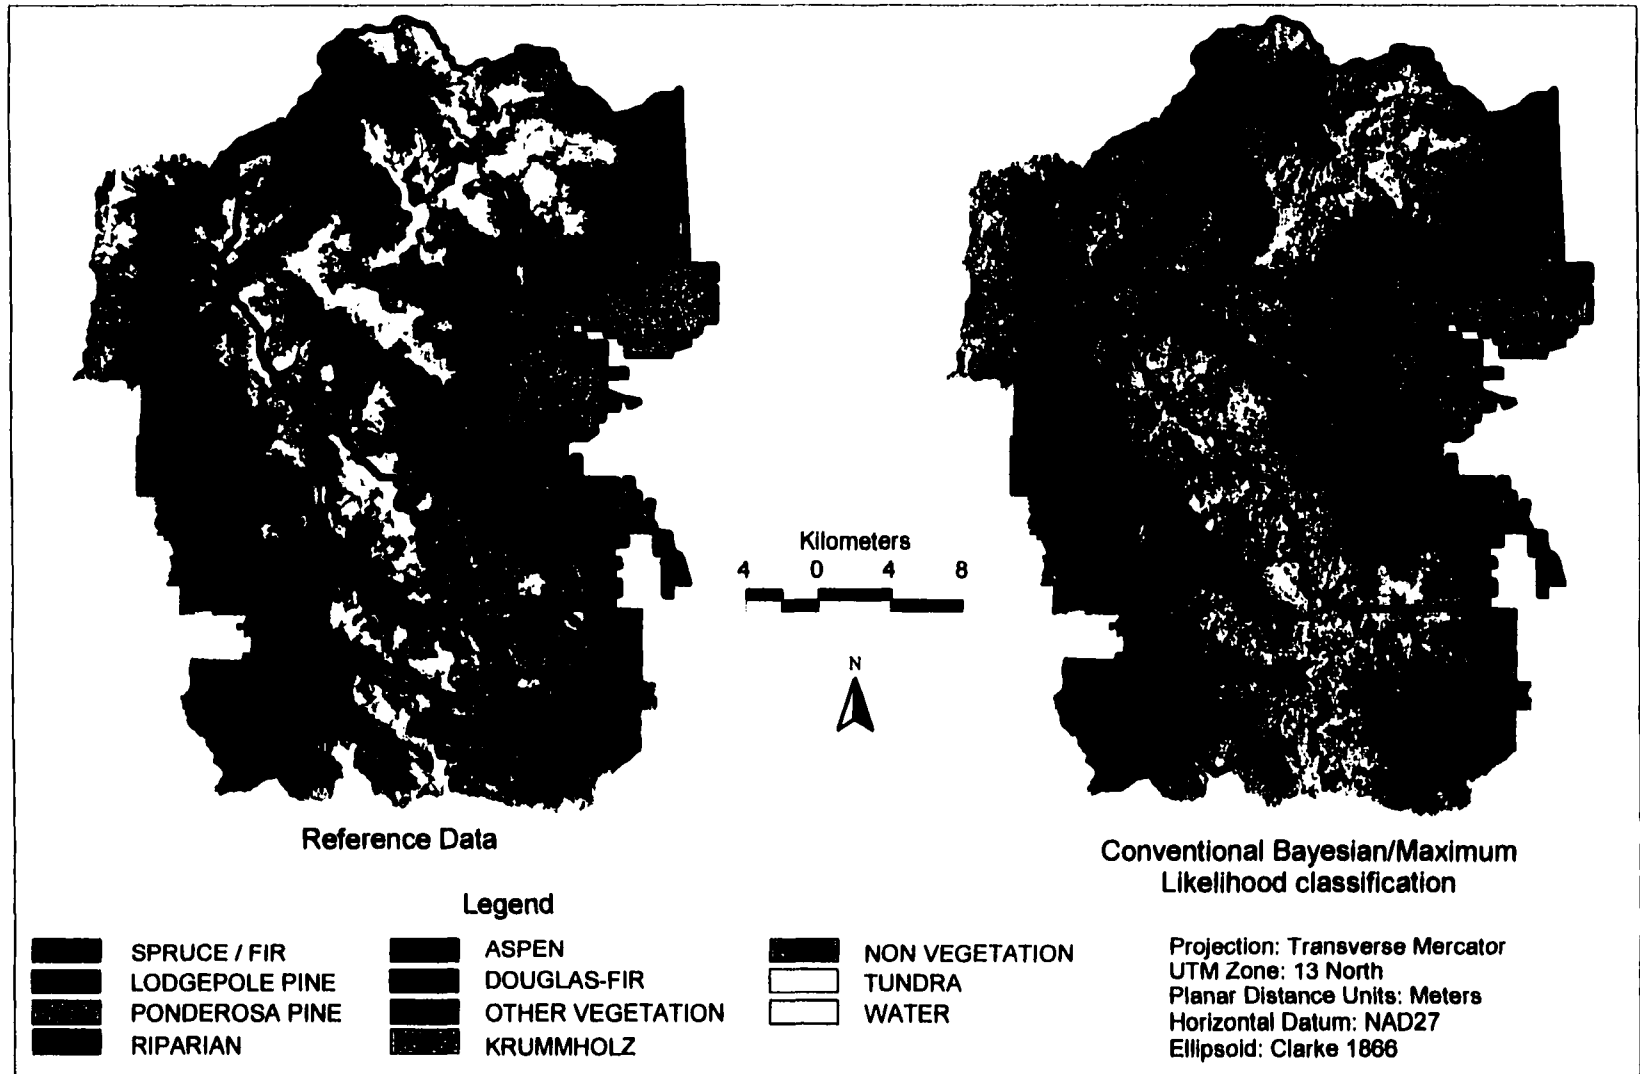 Kilometers
4 0 4 8
N
Reference Data
Conventional Bayesian/Maximum
Likelihood classification
Legend
SPRUCE / FIR
LODGEPOLE PINE
PONDEROSA PINE
RIPARIAN
ASPEN
DOUGLAS-FIR
OTHER VEGETATION
KRUMMHOLZ
NON VEGETATION
TUNDRA
WATER
Projection: Transverse Mercator
UTM Zone: 13 North
Planar Distance Units: Meters
Horizontal Datum: NAD27
Ellipsoid: Clarke 1866